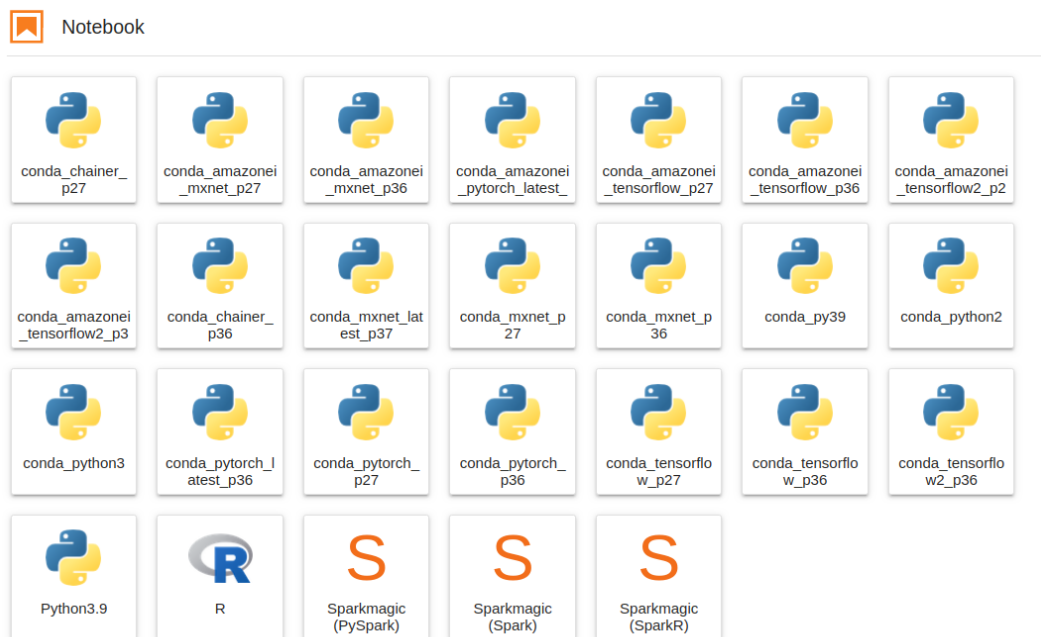 Notebook
conda_chainer_
p27
conda_amazonei
_mxnet_p27
conda_amazonei
_mxnet_p36
conda_amazonei
_pytorch_latest_
conda_amazonei
_tensorflow_p27
conda_amazonei
_tensorflow_p36
conda_amazonei
_tensorflow2_p2
conda_amazonei
_tensorflow2_p3
conda_chainer_
p36
conda_mxnet_lat
est_p37
conda_mxnet_p
27
conda_mxnet_p
36
conda_py39
conda_python2
conda_python3
conda_pytorch_l
atest_p36
conda_pytorch_
p27
conda_pytorch_
p36
conda_tensorflo
w_p27
conda_tensorflo
w_p36
conda_tensorflo
w2_p36
Python3.9
R
R
S
Sparkmagic
(PySpark)
S
Sparkmagic
(Spark)
S
Sparkmagic
(SparkR)